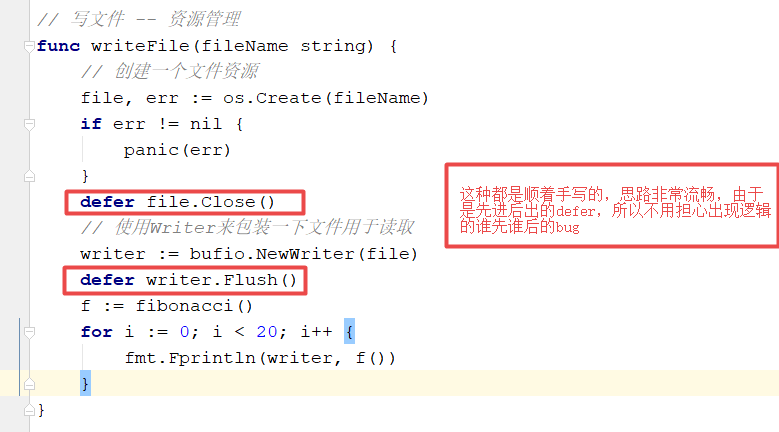 // 写文件 -- 资源管理
func writeFile(fileName string) {
// 创建一个文件资源
file, err := os.Create(fileName)
if err != nil {
panic(err)
}
defer file.Close()
// 使用Writer来包装一下文件用于读取
writer := bufio.NewWriter(file)
defer writer.Flush()
f := fibonacci()
for i := 0; i < 20; i++ {
fmt.Fprintln(writer, f())
}
}
这种都是顺着手写的，思路非常流畅，由于
是先进后出的defer，所以不用担心出现逻辑
的谁先谁后的bug